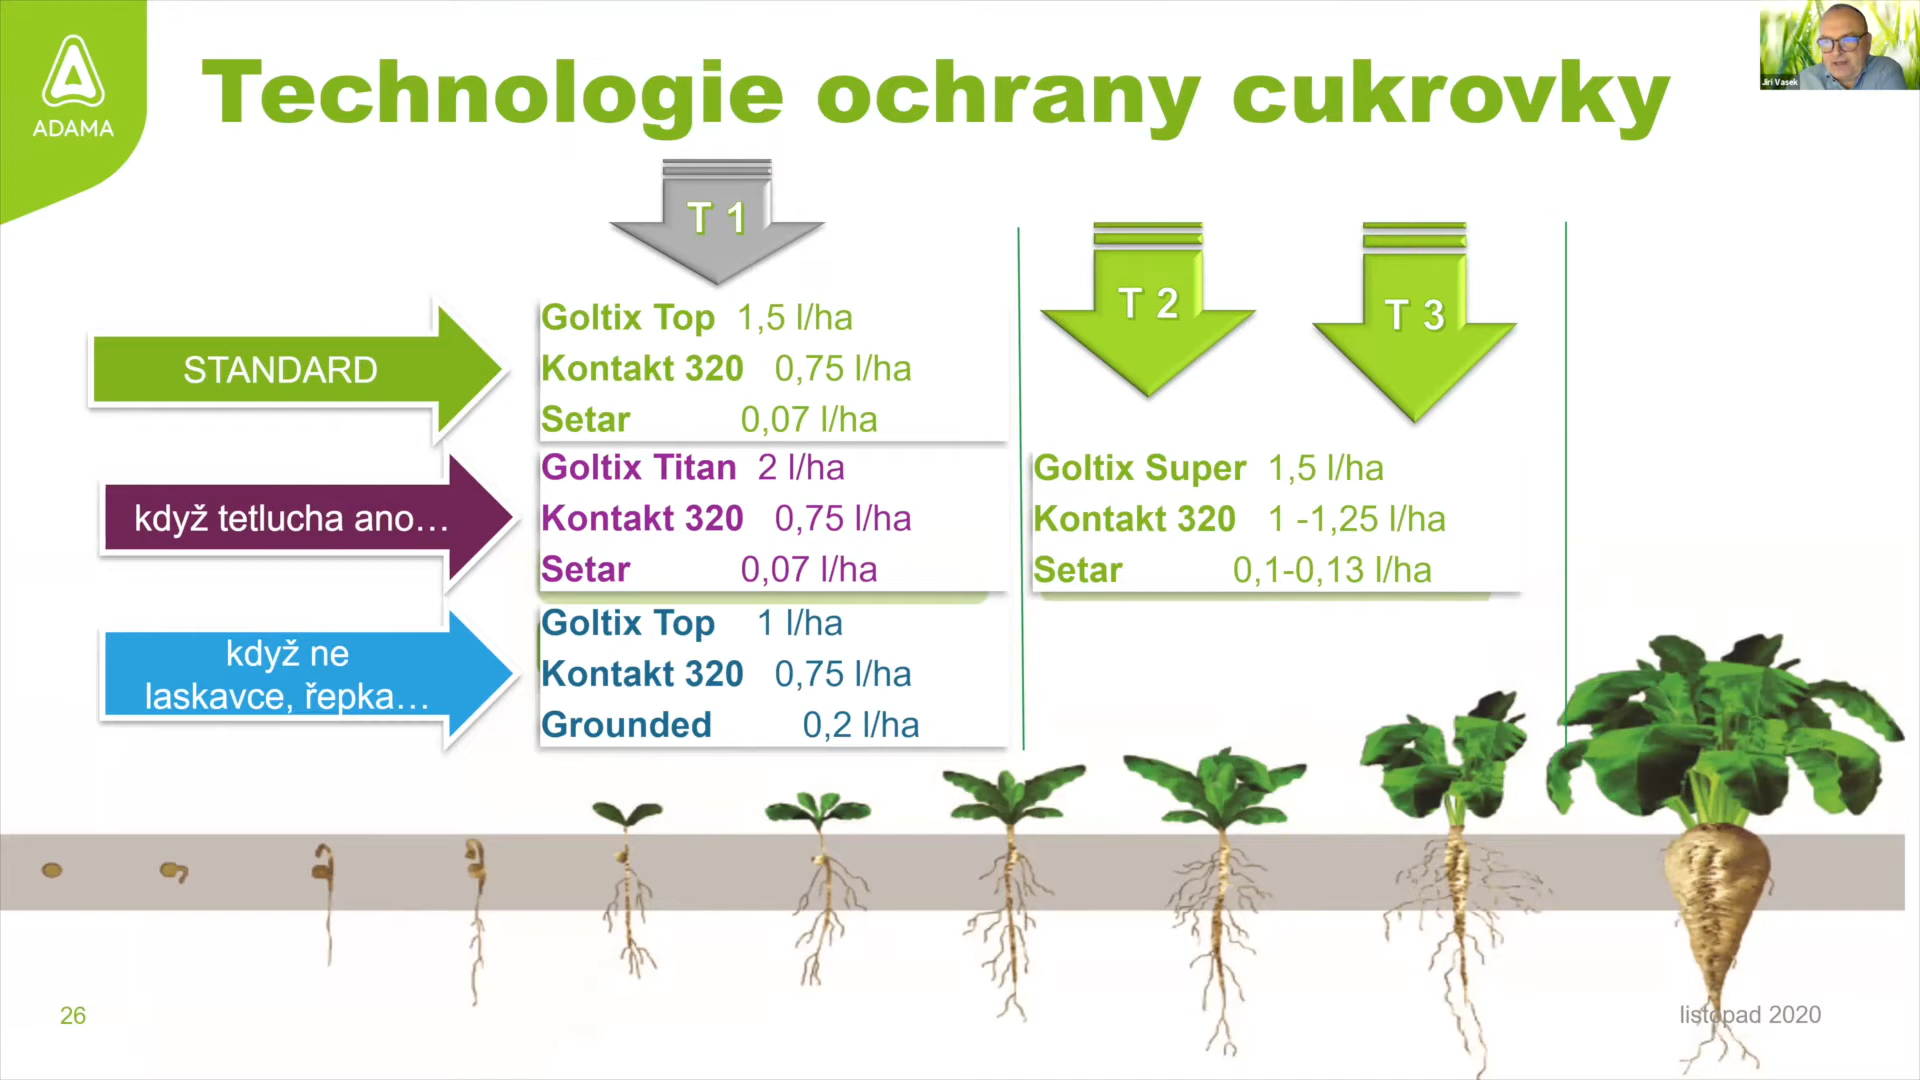 ADAMA
Technologie ochrany cukrovky
Jiri Vasek
T 1
T 2
T 3
STANDARD
Goltix Top 1,5 l/ha
Kontakt 320 0,75 l/ha
Setar 0,07 l/ha
když tetlucha ano…
Goltix Titan 2 l/ha
Kontakt 320 0,75 l/ha
Setar 0,07 l/ha
Goltix Super 1,5 l/ha
Kontakt 320 1 -1,25 l/ha
Setar 0,1-0,13 l/ha
když ne
laskavce, řepka…
Goltix Top 1 l/ha
Kontakt 320 0,75 l/ha
Grounded 0,2 l/ha
26
listopad 2020